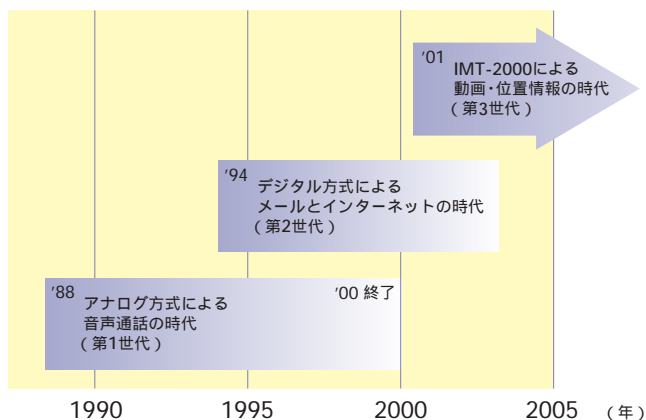 '01
IMT-2000による
動画・位置情報の時代
（第3世代）
'94
デジタル方式による
メールとインターネットの時代
（第2世代）
'88
アナログ方式による
音声通話の時代
（第1世代）
'00 終了
1990 1995 2000 2005 （年）